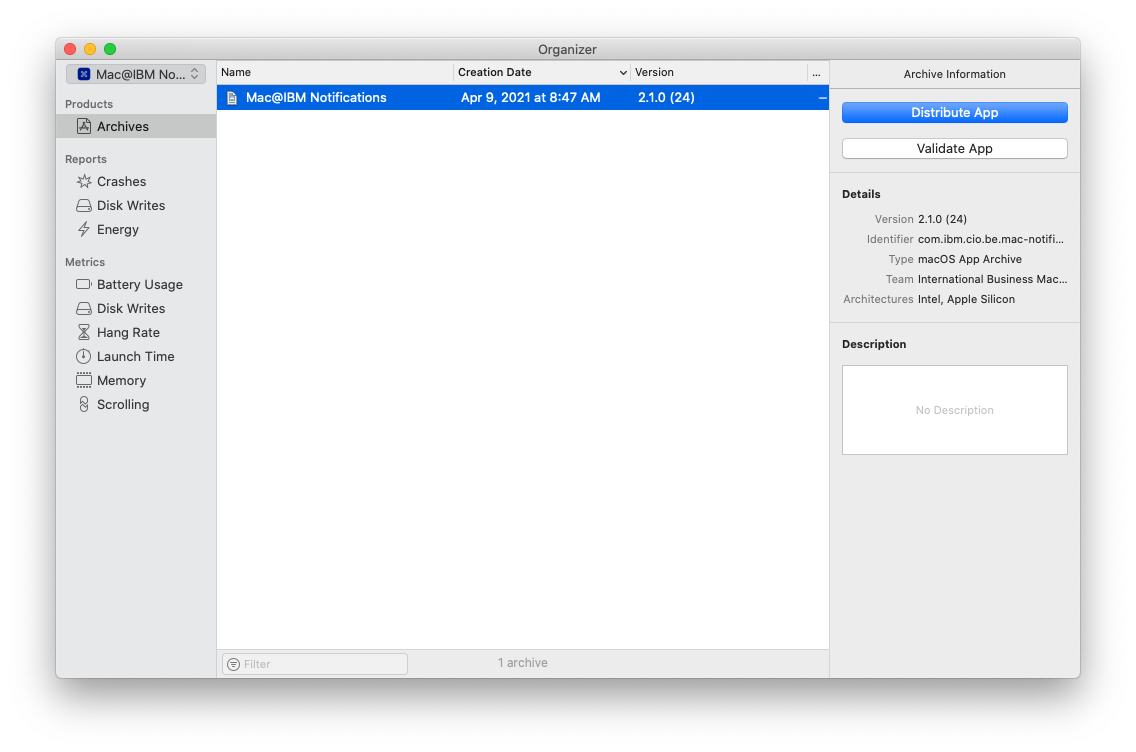 Organizer
Mac@IBM No...
Products
Archives
Reports
Crashes
Disk Writes
Energy
Metrics
Battery Usage
Disk Writes
Hang Rate
Launch Time
Memory
Scrolling
Name Creation Date Version ...
Mac@IBM Notifications Apr 9, 2021 at 8:47 AM 2.1.0 (24) –
Filter
1 archive
Archive Information
Distribute App
Validate App
Details
Version 2.1.0 (24)
Identifier com.ibm.cio.be.mac-notifi...
Type macOS App Archive
Team International Business Mac...
Architectures Intel, Apple Silicon
Description
No Description